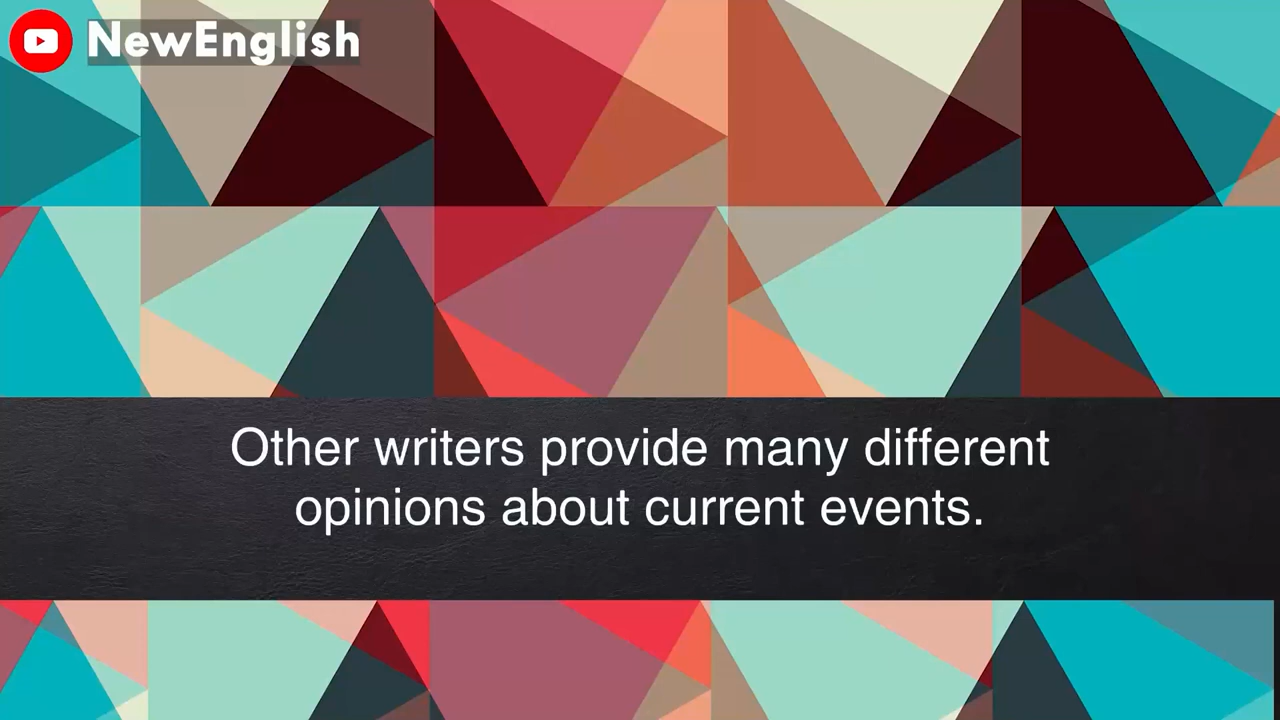 NewEnglish
Other writers provide many different
opinions about current events.